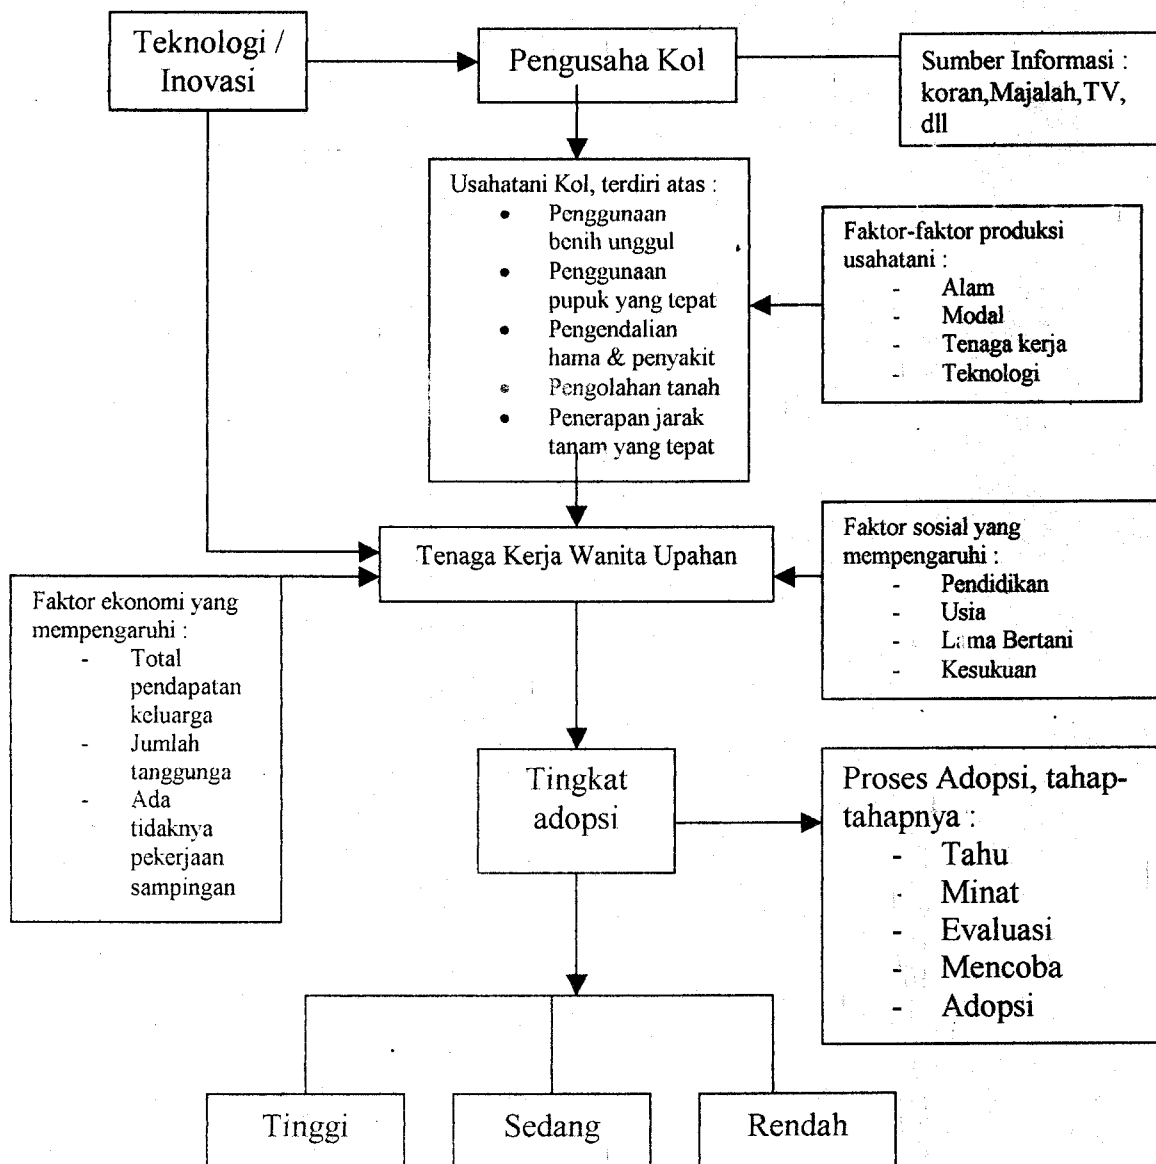 Teknologi /
Inovasi
Pengusaha Kol
Sumber Informasi :
koran,Majalah,TV,
dll
Usahatani Kol, terdiri atas :
• Penggunaan
benih unggul
• Penggunaan
pupuk yang tepat
• Pengendalian
hama & penyakit
• Pengolahan tanah
• Penerapan jarak
tanam yang tepat
Faktor-faktor produksi
usahatani :
- Alam
- Modal
- Tenaga kerja
- Teknologi
Tenaga Kerja Wanita Upahan
Faktor sosial yang
mempengaruhi :
- Pendidikan
- Usia
- Lama Bertani
- Kesukuan
Faktor ekonomi yang
mempengaruhi :
- Total
pendapatan
keluarga
- Jumlah
tanggunga
- Ada
tidaknya
pekerjaan
sampingan
Tingkat
adopsi
Proses Adopsi, tahap-
tahapnya :
- Tahu
- Minat
- Evaluasi
- Mencoba
- Adopsi
Tinggi
Sedang
Rendah